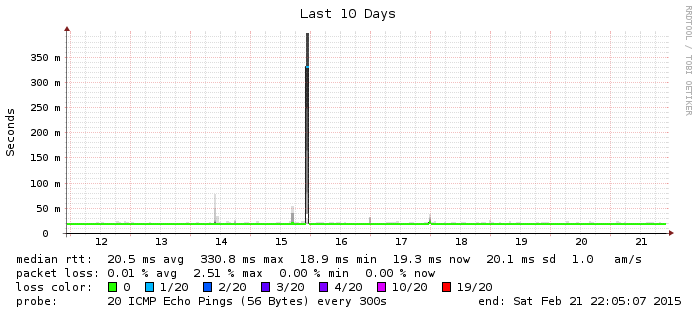 Last 10 Days
RRDTOOL / TOBI OETIKER
Seconds
350 m
300 m
250 m
200 m
150 m
100 m
50 m
0
12 13 14 15 16 17 18 19 20 21
median rtt: 20.5 ms avg 330.8 ms max 18.9 ms min 19.3 ms now 20.1 ms sd 1.0 am/s
packet loss: 0.01 % avg 2.51 % max 0.00 % min 0.00 % now
loss color: 0 1/20 2/20 3/20 4/20 10/20 19/20
probe: 20 ICMP Echo Pings (56 Bytes) every 300s end: Sat Feb 21 22:05:07 2015